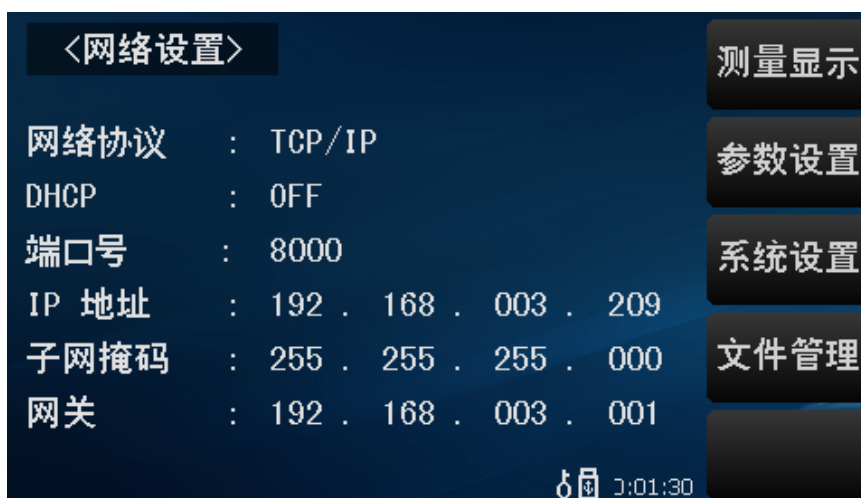 <网络设置>
网络协议 : TCP/IP
DHCP : OFF
端口号 : 8000
IP 地址 : 192 . 168 . 003 . 209
子网掩码 : 255 . 255 . 255 . 000
网关 : 192 . 168 . 003 . 001
:01:30
测量显示
参数设置
系统设置
文件管理